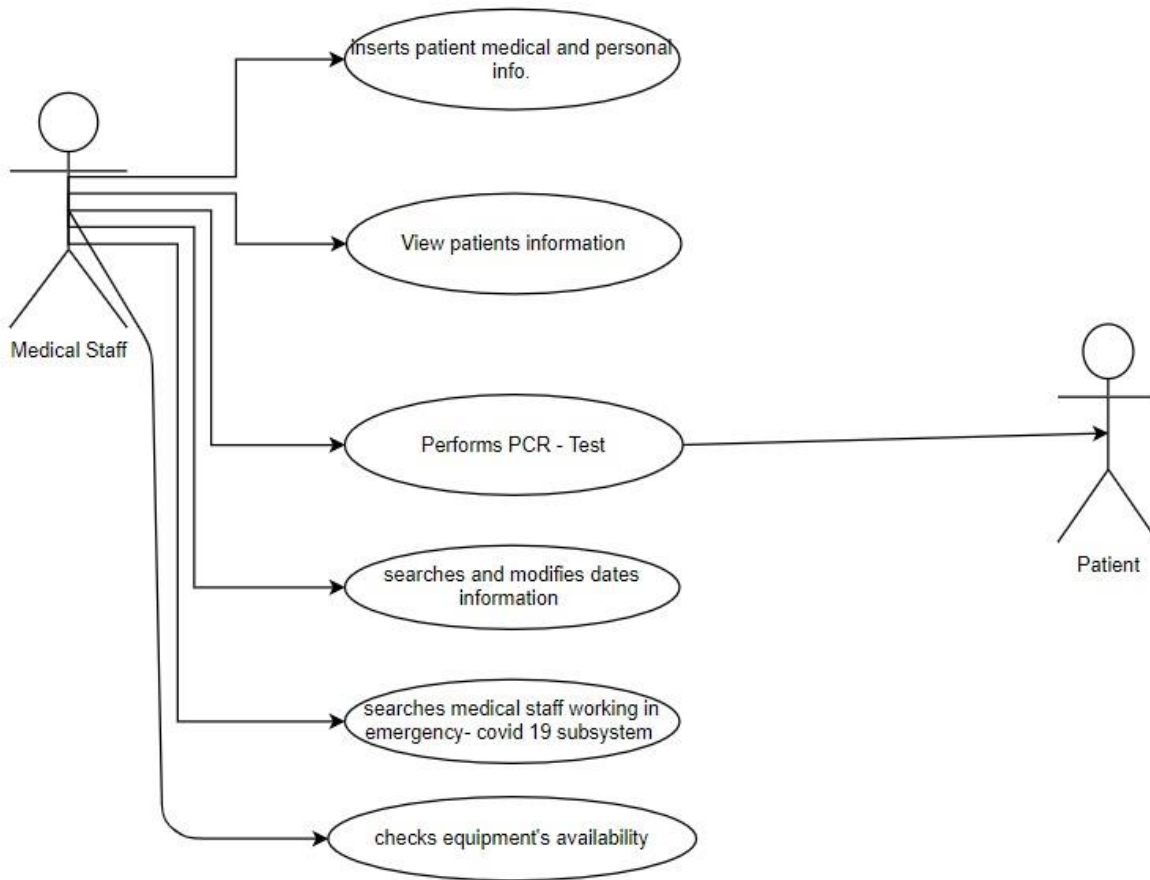 inserts patient medical and personal
info.
View patients information
Medical Staff
Performs PCR - Test
Patient
searches and modifies dates
information
searches medical staff working in
emergency- covid 19 subsystem
checks equipment's availability